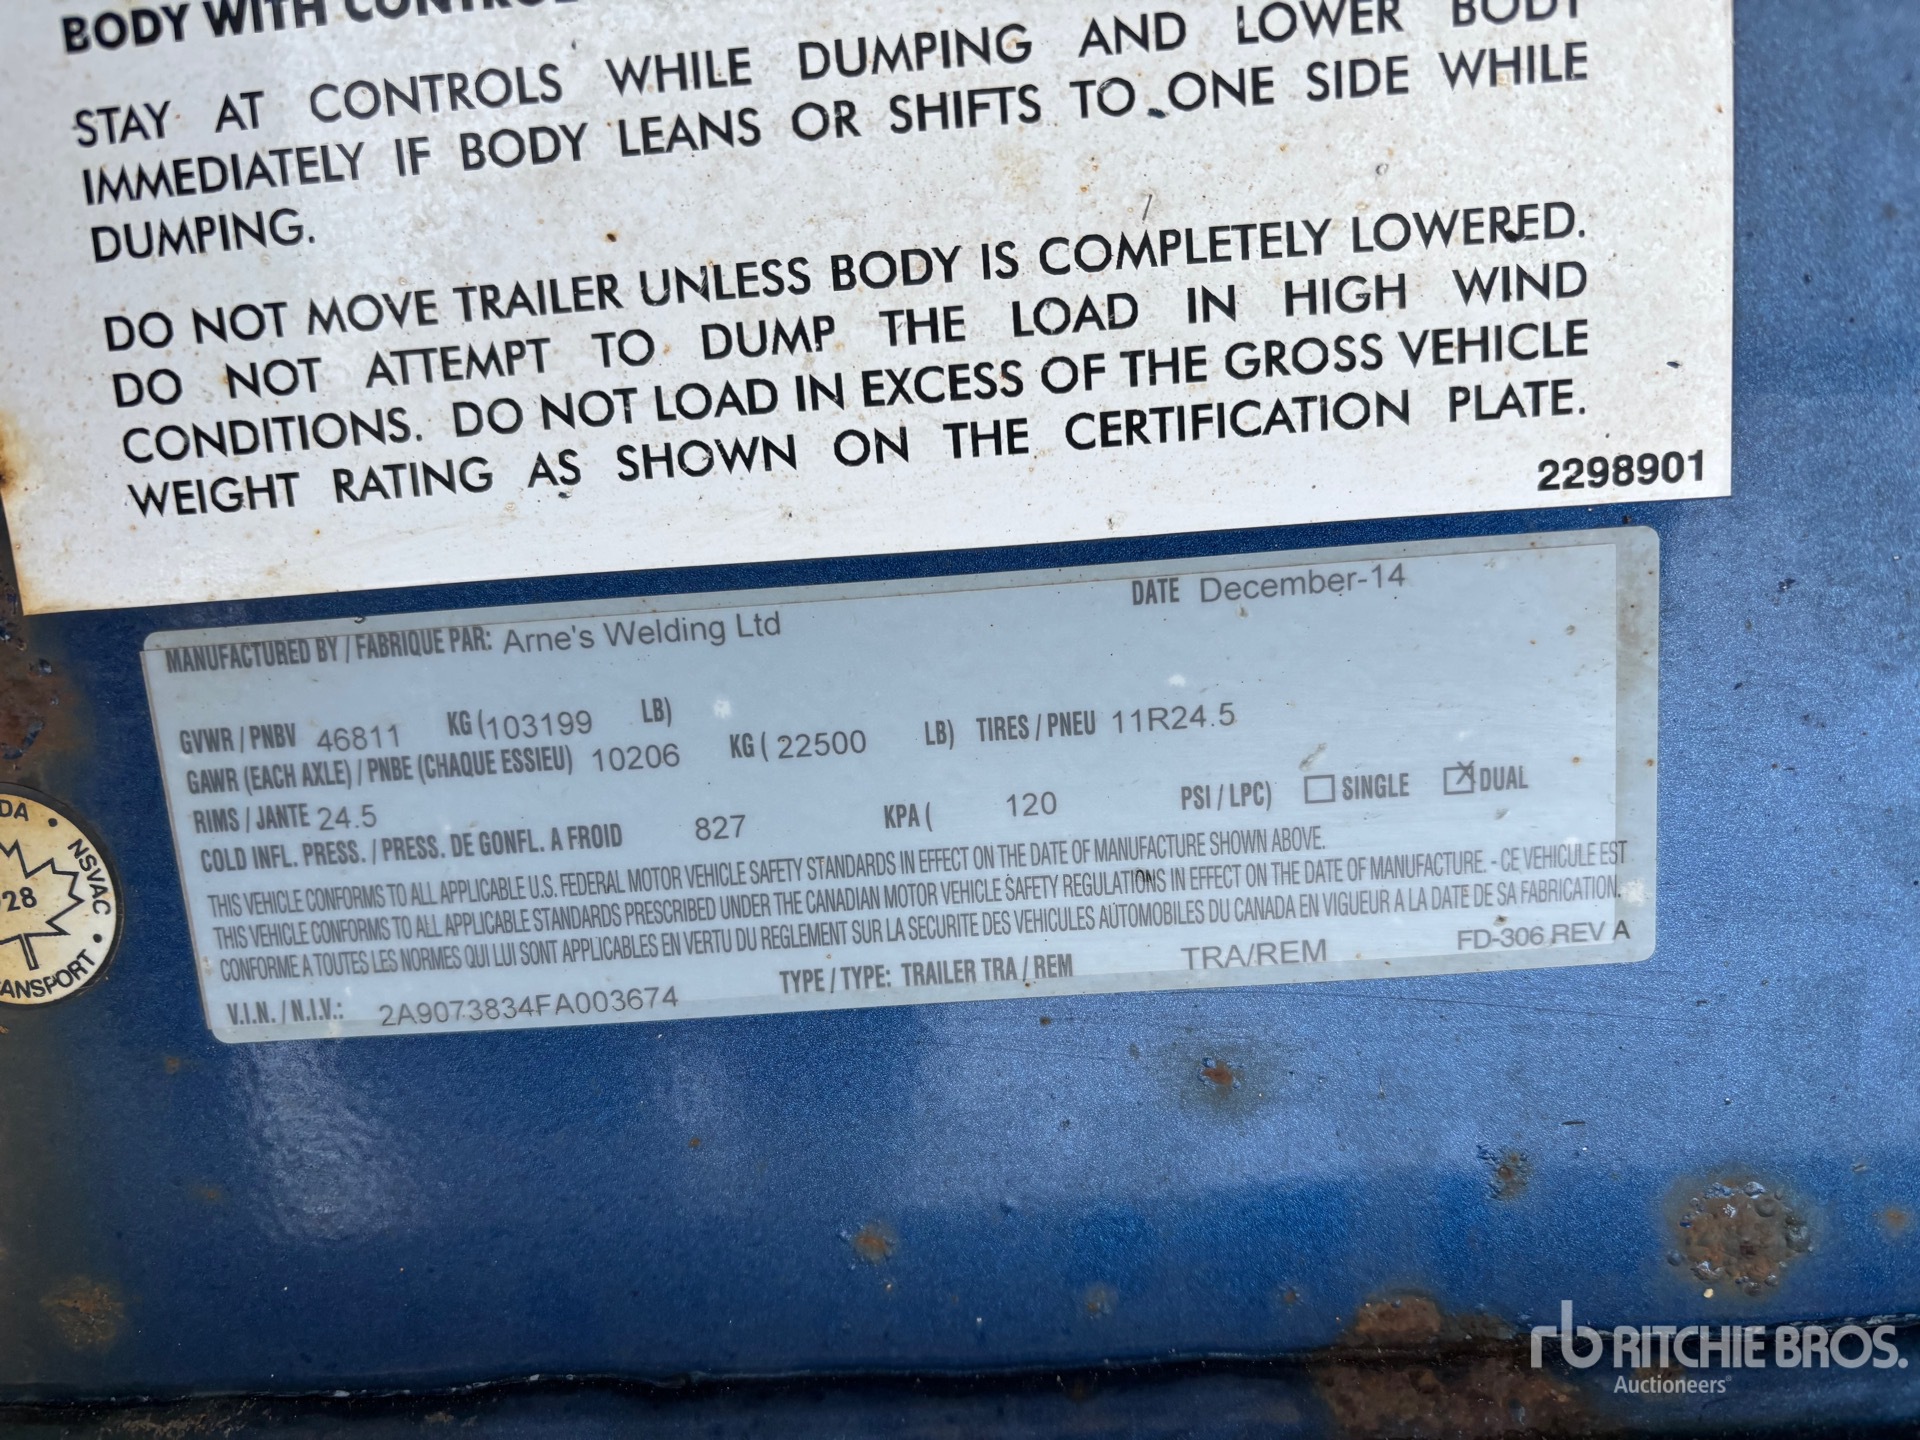 BODY WITH
STAY AT CONTROLS WHILE DUMPING AND LOWER BODY
IMMEDIATELY IF BODY LEANS OR SHIFTS TO ONE SIDE WHILE
DUMPING.
DO NOT MOVE TRAILER UNLESS BODY IS COMPLETELY LOWERED.
DO NOT ATTEMPT TO DUMP THE LOAD IN HIGH WIND
CONDITIONS. DO NOT LOAD IN EXCESS OF THE GROSS VEHICLE
WEIGHT RATING AS SHOWN ON THE CERTIFICATION PLATE.
2298901
MANUFACTURED BY / FABRIQUE PAR: Arne's Welding Ltd DATE December-14
GVWR / PNBV 46811 KG (103199 LB)
GAWR (EACH AXLE) / PNBE (CHAQUE ESSIEU) 10206 KG ( 22500 LB) TIRES / PNEU 11R24.5
RIMS / JANTE 24.5
COLD INFL. PRESS. / PRESS. DE GONFL. A FROID 827 KPA ( 120 PSI / LPC) SINGLE X DUAL
THIS VEHICLE CONFORMS TO ALL APPLICABLE U.S. FEDERAL MOTOR VEHICLE SAFETY STANDARDS IN EFFECT ON THE DATE OF MANUFACTURE SHOWN ABOVE.
THIS VEHICLE CONFORMS TO ALL APPLICABLE STANDARDS PRESCRIBED UNDER THE CANADIAN MOTOR VEHICLE SAFETY REGULATIONS IN EFFECT ON THE DATE OF MANUFACTURE. - CE VEHICULE EST
CONFORME A TOUTES LES NORMES QUI LUI SONT APPLICABLES EN VERTU DU REGLEMENT SUR LA SECURITE DES VEHICULES AUTOMOBILES DU CANADA EN VIGUEUR A LA DATE DE SA FABRICATION.
V.I.N. / N.I.V.: 2A9073834FA003674 TYPE / TYPE: TRAILER TRA / REM TRA/REM FD-306 REV A
NSVAC
28
rb RITCHIE BROS.
Auctioneers